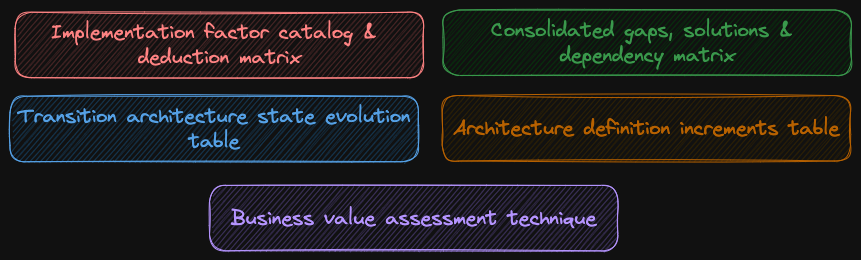 Implementation factor catalog &
deduction matrix
Consolidated gaps, solutions &
dependency matrix
Transition architecture state evolution
table
Architecture definition increments table
Business value assessment technique